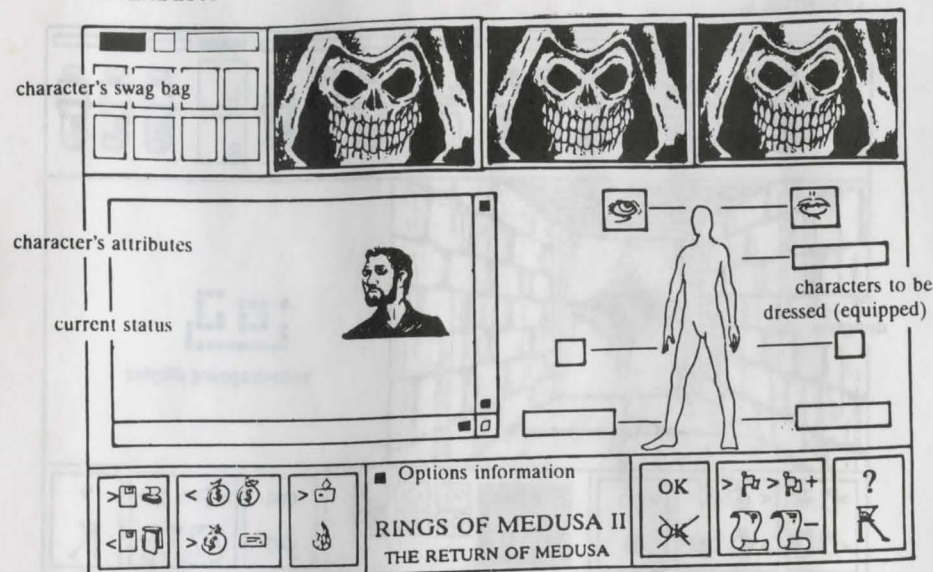 character's swag bag
character's attributes
current status
characters to be
dressed (equipped)
Options information
RINGS OF MEDUSA II
THE RETURN OF MEDUSA
OK
OK
> < < > >
> > +
-
?
$ $
$